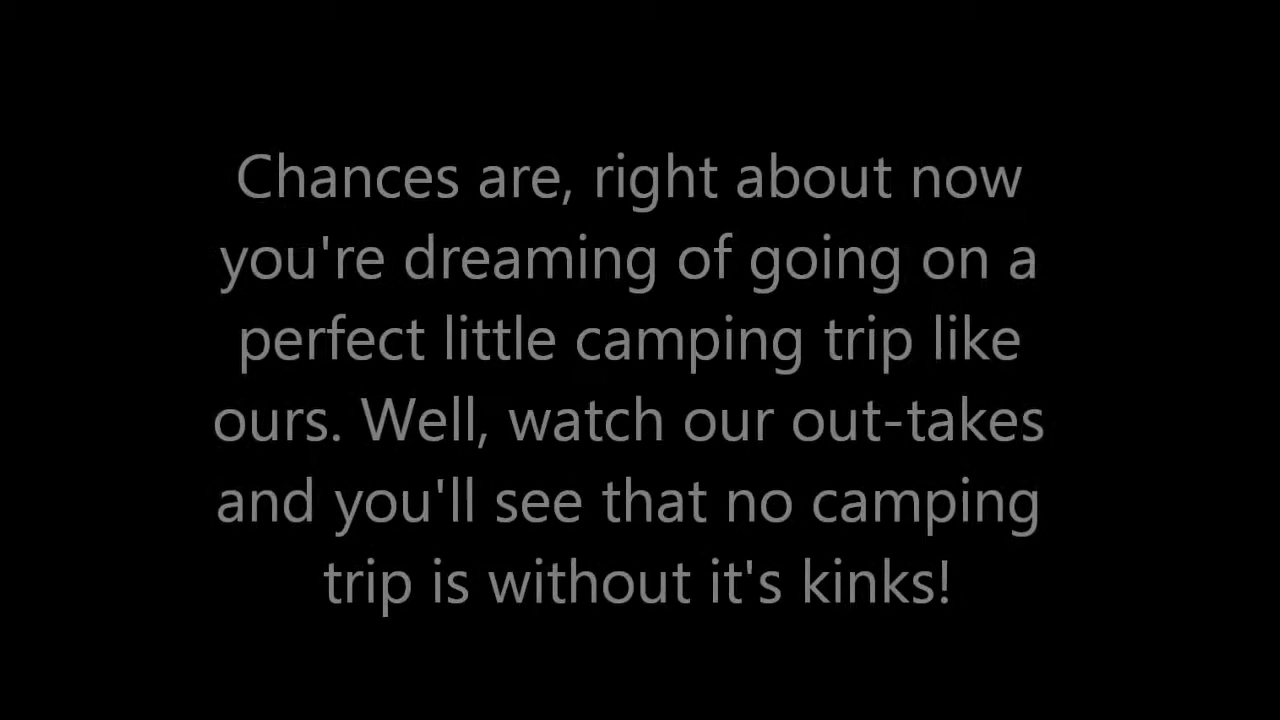 Chances are, right about now
you're dreaming of going on a
perfect little camping trip like
ours. Well, watch our out-takes
and you'll see that no camping
trip is without it's kinks!